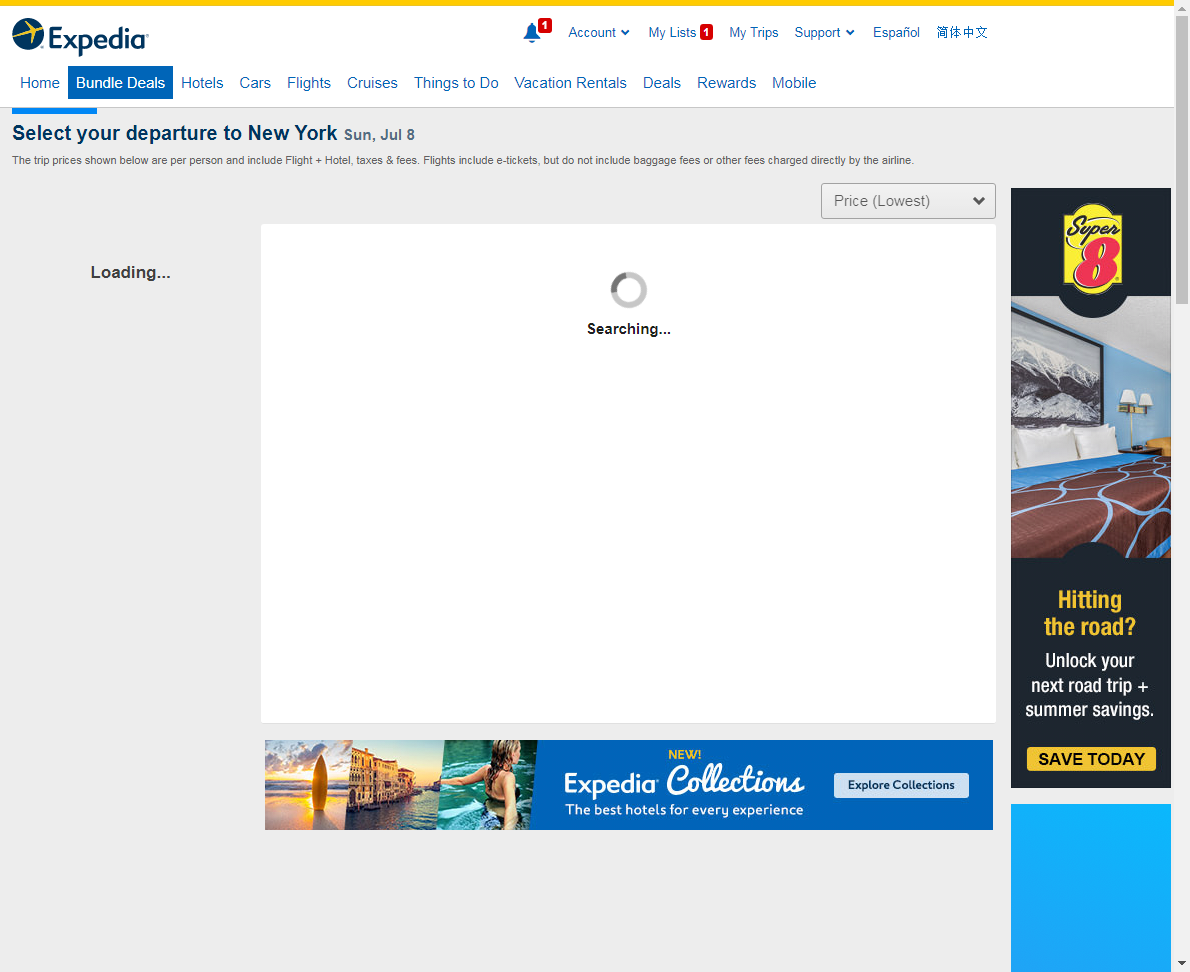 Expedia
1
Account
My Lists 1
My Trips
Support
Español
简体中文
Home
Bundle Deals
Hotels
Cars
Flights
Cruises
Things to Do
Vacation Rentals
Deals
Rewards
Mobile
Select your departure to New York Sun, Jul 8
The trip prices shown below are per person and include Flight + Hotel, taxes & fees. Flights include e-tickets, but do not include baggage fees or other fees charged directly by the airline.
Price (Lowest)
Loading...
Searching...
NEW!
Expedia Collections
The best hotels for every experience
Explore Collections
Super
8
Hitting
the road?
Unlock your
next road trip +
summer savings.
SAVE TODAY